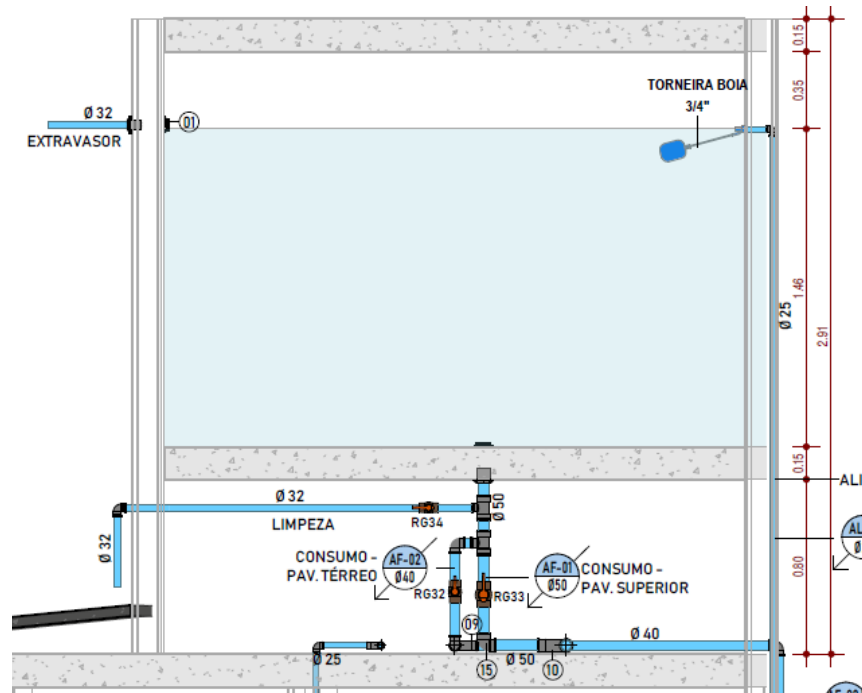 0.15
0.35
TORNEIRA BOIA
3/4"
Ø 32
01
EXTRAVASOR
1.46
Ø 25
2.91
0.15
Ø 32
Ø 50
ALI
LIMPEZA
RG34
Ø 32
CONSUMO -
PAV. TÉRREO
AF-02
Ø40
AF-01
Ø50
CONSUMO -
PAV. SUPERIOR
AL
Ø
0.80
RG32
RG33
09
Ø 40
Ø 25
15
Ø 50
10